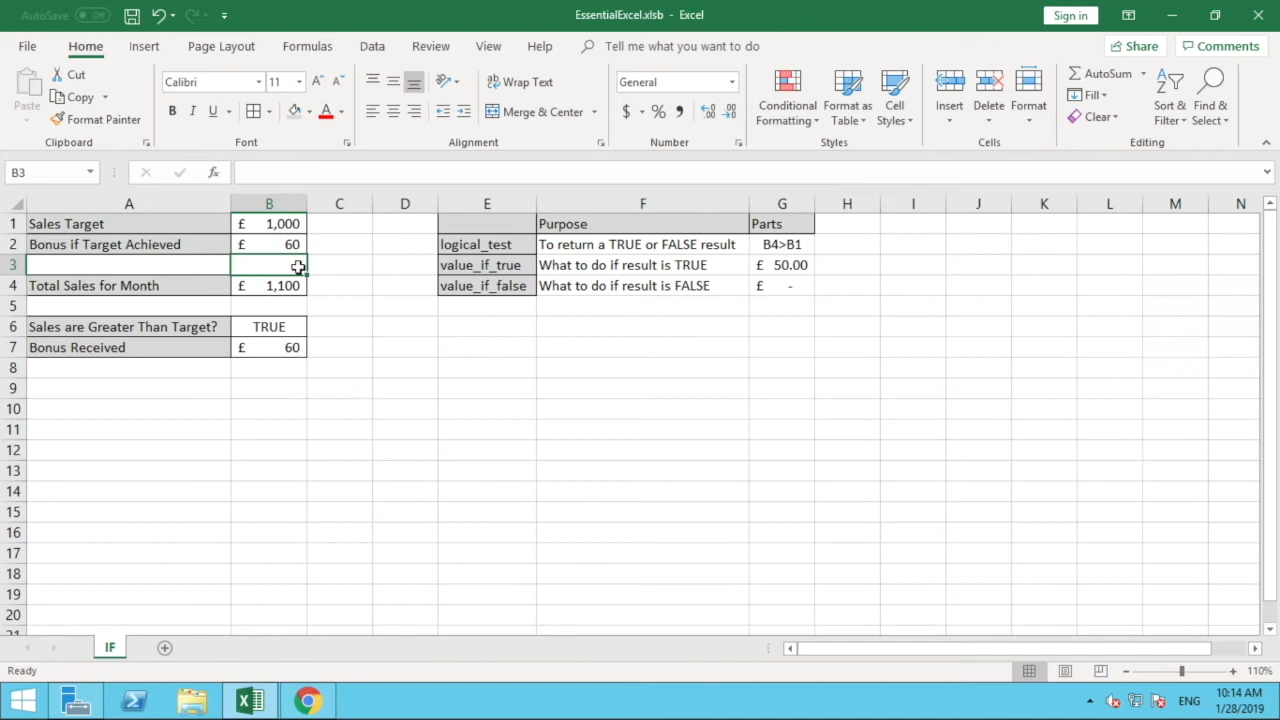 AutoSave Off
EssentialExcel.xlsb - Excel
Sign in
File Home Insert Page Layout Formulas Data Review View Help Tell me what you want to do Share Comments
Paste
Cut
Copy
Format Painter
Clipboard
Calibri 11
B I U
Font
Wrap Text
Merge & Center
Alignment
General
$ %
Number
Conditional Formatting
Format as Table
Cell Styles
Styles
Insert Delete Format
Cells
AutoSum
Fill
Clear
Sort & Filter
Find & Select
Editing
B3 fx
A B C D E F G H I J K L M N
1 Sales Target £ 1,000 Purpose Parts
2 Bonus if Target Achieved £ 60 logical_test To return a TRUE or FALSE result B4>B1
3 value_if_true What to do if result is TRUE £ 50.00
4 Total Sales for Month £ 1,100 value_if_false What to do if result is FALSE £ -
5
6 Sales are Greater Than Target? TRUE
7 Bonus Received £ 60
8
9
10
11
12
13
14
15
16
17
18
19
20
21
IF
Ready
110%
ENG
10:14 AM
1/28/2019